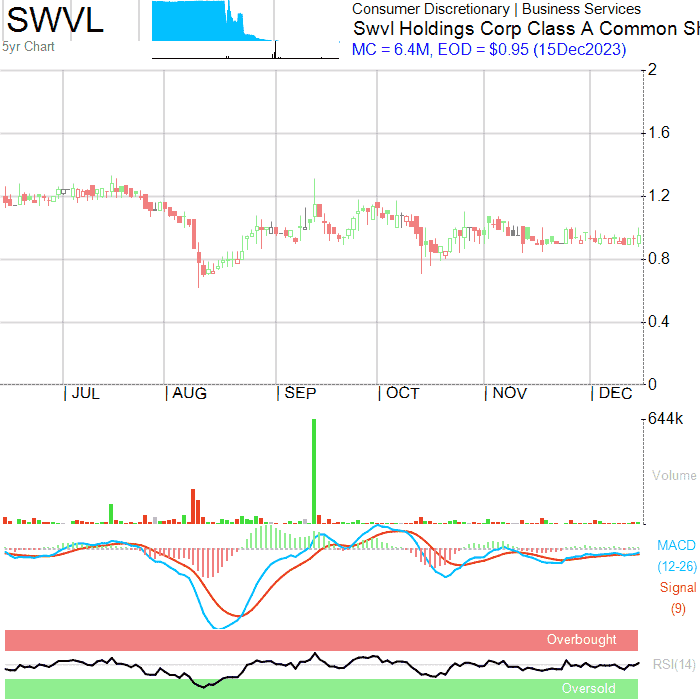 SWVL
5yr Chart
Consumer Discretionary | Business Services
Swvl Holdings Corp Class A Common Sh
MC = 6.4M, EOD = $0.95 (15Dec2023)
2
1.6
1.2
0.8
0.4
0
JUL AUG SEP OCT NOV DEC
644k
Volume
MACD
(12-26)
Signal
(9)
Overbought
RSI(14)
Oversold